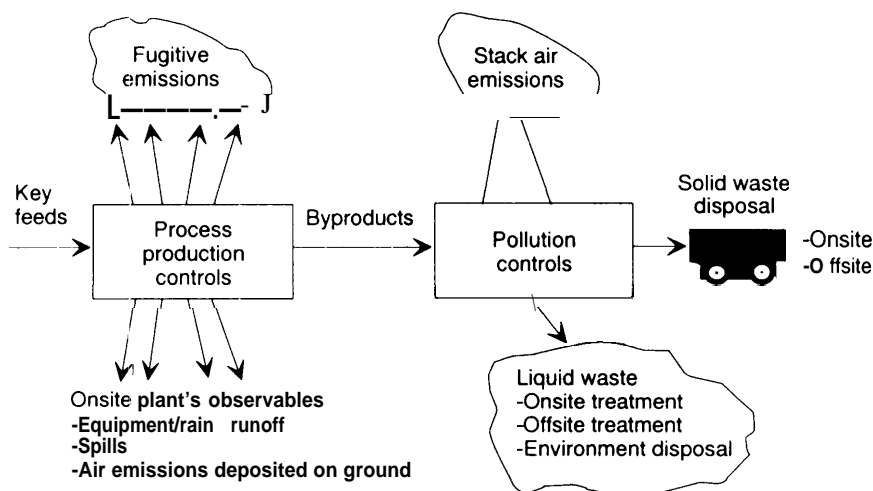 Fugitive
emissions
Stack air
emissions
Key
feeds
Process
production
controls
Byproducts
Pollution
controls
Solid waste
disposal
-Onsite
-Offsite
Onsite plant's observables
-Equipment/rain runoff
-Spills
-Air emissions deposited on ground
Liquid waste
-Onsite treatment
-Offsite treatment
-Environment disposal